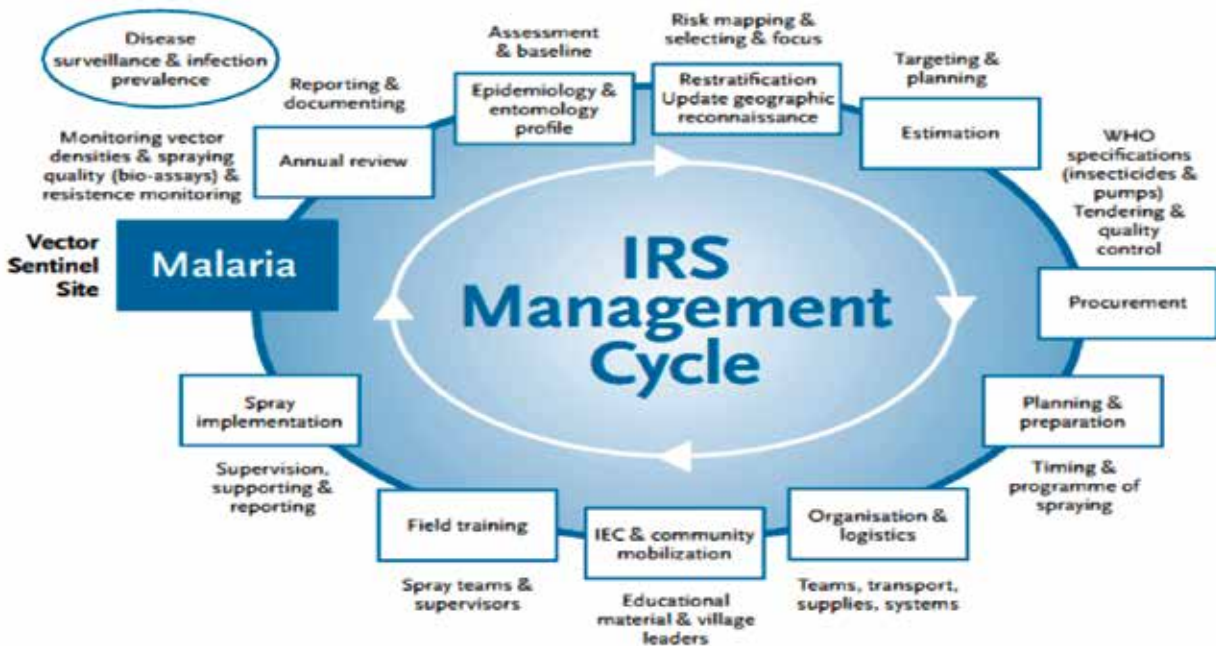 Disease
surveillance & infection
prevalence
Reporting &
documenting
Assessment
& baseline
Risk mapping &
selecting & focus
Targeting &
planning
Monitoring vector
densities & spraying
quality (bio-assays) &
resistence monitoring
Annual review
Epidemiology &
entomology
profile
Restratification
Update geographic
reconnaissance
Estimation
WHO
specifications
(insecticides &
pumps)
Tendering &
quality
control
Vector
Sentinel
Site
Malaria
IRS
Management
Cycle
Procurement
Spray
implementation
Supervision,
supporting &
reporting
Field training
Spray teams &
supervisors
IEC & community
mobilization
Educational
material & village
leaders
Organisation &
logistics
Teams, transport,
supplies, systems
Planning &
preparation
Timing &
programme of
spraying